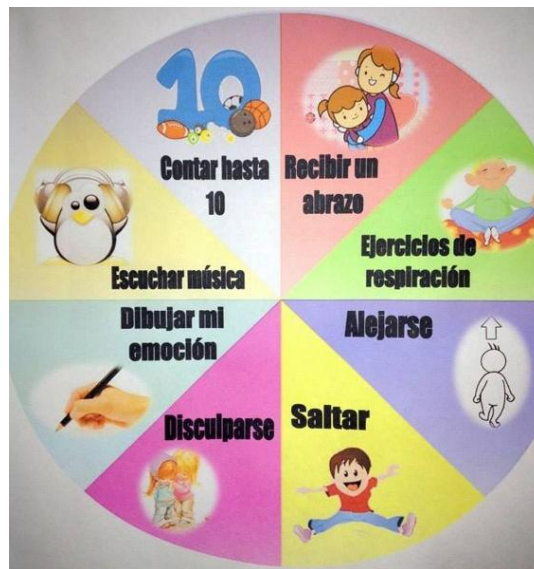 10
Contar hasta
10
Recibir un
abrazo
Ejercicios de
respiración
Alejarse
Saltar
Disculparse
Dibujar mi
emoción
Escuchar música